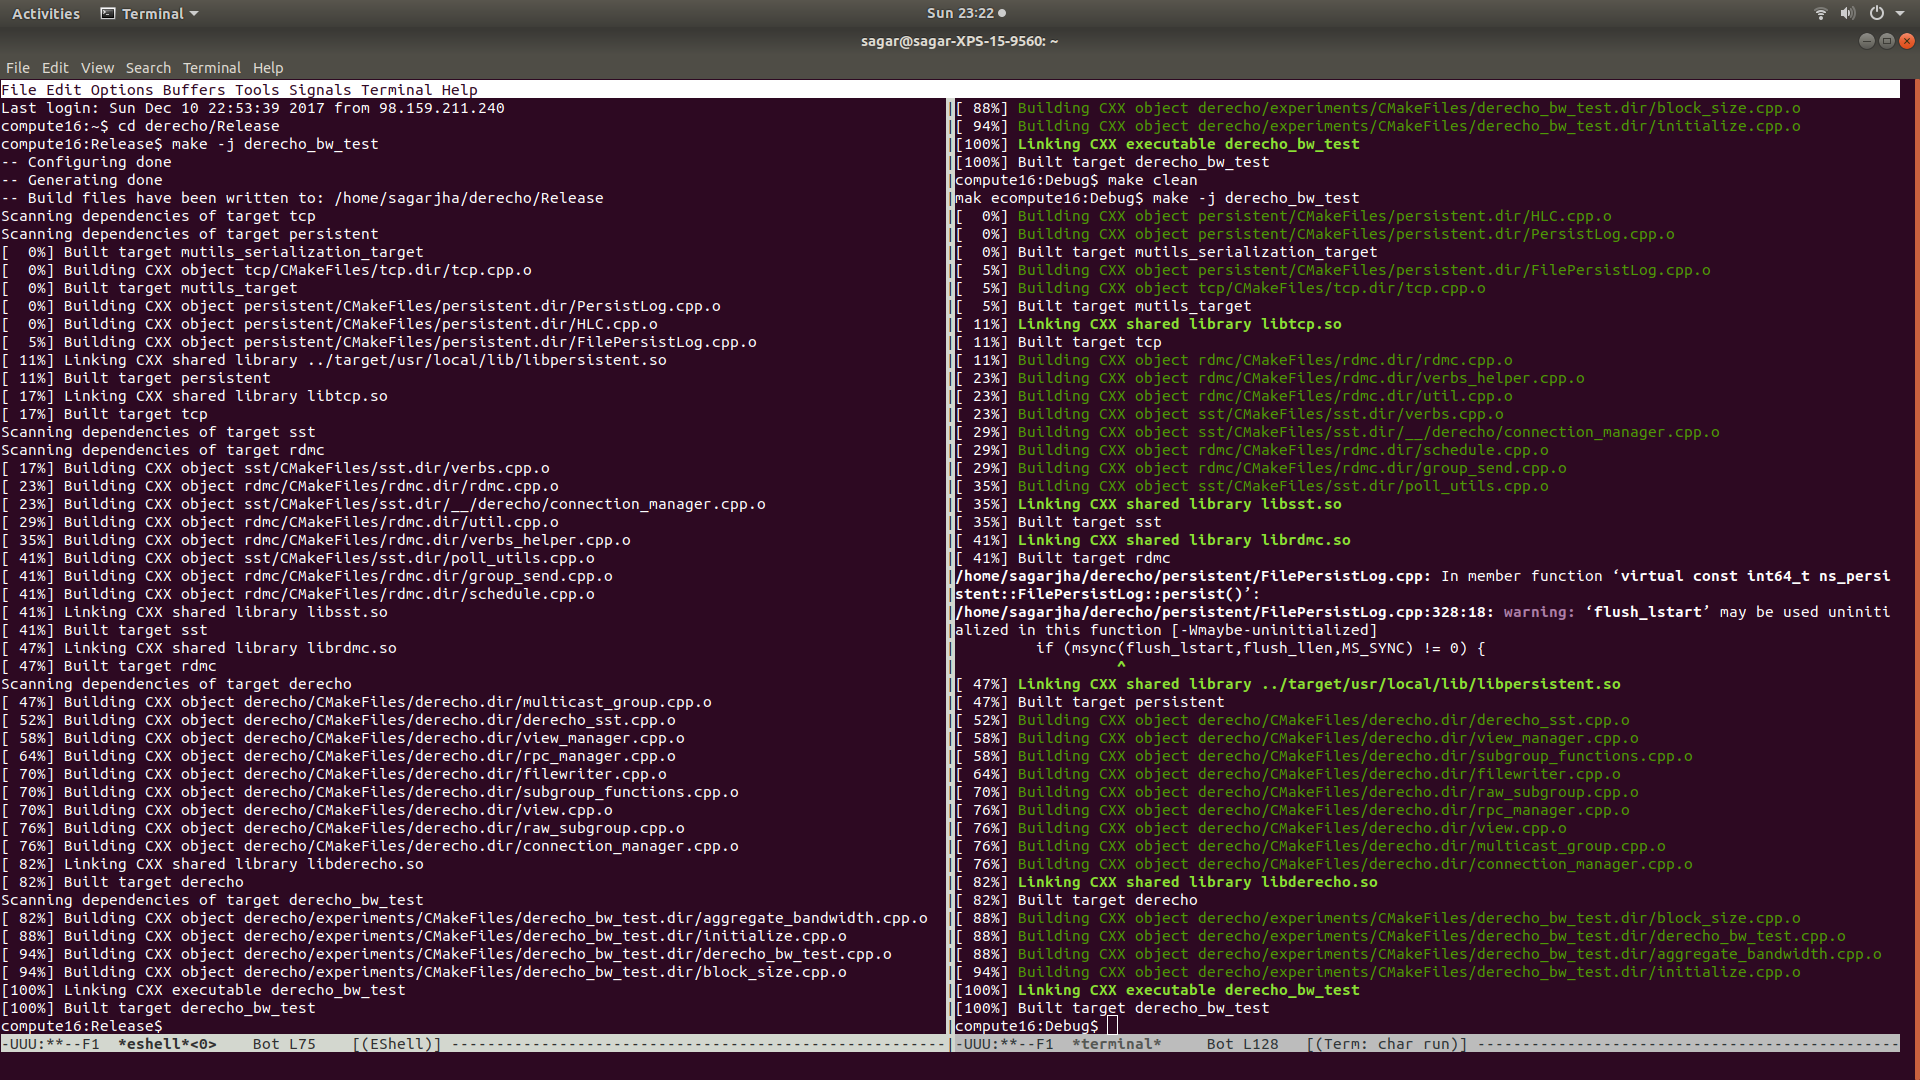 Activities Terminal Sun 23:22
sagar@sagar-XPS-15-9560: ~
File Edit View Search Terminal Help
File Edit Options Buffers Tools Signals Terminal Help
Last login: Sun Dec 10 22:53:39 2017 from 98.159.211.240
compute16:~$ cd derecho/Release
compute16:Release$ make -j derecho_bw_test
-- Configuring done
-- Generating done
-- Build files have been written to: /home/sagarjha/derecho/Release
Scanning dependencies of target tcp
Scanning dependencies of target persistent
[  0%] Built target mutils_serialization_target
[  0%] Building CXX object tcp/CMakeFiles/tcp.dir/tcp.cpp.o
[  0%] Built target mutils_target
[  0%] Building CXX object persistent/CMakeFiles/persistent.dir/PersistLog.cpp.o
[  0%] Building CXX object persistent/CMakeFiles/persistent.dir/HLC.cpp.o
[  5%] Building CXX object persistent/CMakeFiles/persistent.dir/FilePersistLog.cpp.o
[ 11%] Linking CXX shared library ../target/usr/local/lib/libpersistent.so
[ 11%] Built target persistent
[ 17%] Linking CXX shared library libtcp.so
[ 17%] Built target tcp
Scanning dependencies of target sst
Scanning dependencies of target rdmc
[ 17%] Building CXX object sst/CMakeFiles/sst.dir/verbs.cpp.o
[ 23%] Building CXX object rdmc/CMakeFiles/rdmc.dir/rdmc.cpp.o
[ 23%] Building CXX object sst/CMakeFiles/sst.dir/__/derecho/connection_manager.cpp.o
[ 29%] Building CXX object rdmc/CMakeFiles/rdmc.dir/util.cpp.o
[ 35%] Building CXX object rdmc/CMakeFiles/rdmc.dir/verbs_helper.cpp.o
[ 41%] Building CXX object sst/CMakeFiles/sst.dir/poll_utils.cpp.o
[ 41%] Building CXX object rdmc/CMakeFiles/rdmc.dir/group_send.cpp.o
[ 41%] Building CXX object rdmc/CMakeFiles/rdmc.dir/schedule.cpp.o
[ 41%] Linking CXX shared library libsst.so
[ 41%] Built target sst
[ 47%] Linking CXX shared library librdmc.so
[ 47%] Built target rdmc
Scanning dependencies of target derecho
[ 47%] Building CXX object derecho/CMakeFiles/derecho.dir/multicast_group.cpp.o
[ 52%] Building CXX object derecho/CMakeFiles/derecho.dir/derecho_sst.cpp.o
[ 58%] Building CXX object derecho/CMakeFiles/derecho.dir/view_manager.cpp.o
[ 64%] Building CXX object derecho/CMakeFiles/derecho.dir/rpc_manager.cpp.o
[ 70%] Building CXX object derecho/CMakeFiles/derecho.dir/filewriter.cpp.o
[ 70%] Building CXX object derecho/CMakeFiles/derecho.dir/subgroup_functions.cpp.o
[ 70%] Building CXX object derecho/CMakeFiles/derecho.dir/view.cpp.o
[ 76%] Building CXX object derecho/CMakeFiles/derecho.dir/raw_subgroup.cpp.o
[ 76%] Building CXX object derecho/CMakeFiles/derecho.dir/connection_manager.cpp.o
[ 82%] Linking CXX shared library libderecho.so
[ 82%] Built target derecho
Scanning dependencies of target derecho_bw_test
[ 82%] Building CXX object derecho/experiments/CMakeFiles/derecho_bw_test.dir/aggregate_bandwidth.cpp.o
[ 88%] Building CXX object derecho/experiments/CMakeFiles/derecho_bw_test.dir/initialize.cpp.o
[ 94%] Building CXX object derecho/experiments/CMakeFiles/derecho_bw_test.dir/derecho_bw_test.cpp.o
[ 94%] Building CXX object derecho/experiments/CMakeFiles/derecho_bw_test.dir/block_size.cpp.o
[100%] Linking CXX executable derecho_bw_test
[100%] Built target derecho_bw_test
compute16:Release$
-UUU:**--F1  *eshell*<0>    Bot L75    [(EShell)] -------------------------------------------------------
[ 88%] Building CXX object derecho/experiments/CMakeFiles/derecho_bw_test.dir/block_size.cpp.o
[ 94%] Building CXX object derecho/experiments/CMakeFiles/derecho_bw_test.dir/initialize.cpp.o
[100%] Linking CXX executable derecho_bw_test
[100%] Built target derecho_bw_test
compute16:Debug$ make clean
mak ecompute16:Debug$ make -j derecho_bw_test
[  0%] Building CXX object persistent/CMakeFiles/persistent.dir/HLC.cpp.o
[  0%] Building CXX object persistent/CMakeFiles/persistent.dir/PersistLog.cpp.o
[  0%] Built target mutils_serialization_target
[  5%] Building CXX object persistent/CMakeFiles/persistent.dir/FilePersistLog.cpp.o
[  5%] Building CXX object tcp/CMakeFiles/tcp.dir/tcp.cpp.o
[  5%] Built target mutils_target
[ 11%] Linking CXX shared library libtcp.so
[ 11%] Built target tcp
[ 11%] Building CXX object rdmc/CMakeFiles/rdmc.dir/rdmc.cpp.o
[ 23%] Building CXX object rdmc/CMakeFiles/rdmc.dir/verbs_helper.cpp.o
[ 23%] Building CXX object rdmc/CMakeFiles/rdmc.dir/util.cpp.o
[ 23%] Building CXX object sst/CMakeFiles/sst.dir/verbs.cpp.o
[ 29%] Building CXX object sst/CMakeFiles/sst.dir/__/derecho/connection_manager.cpp.o
[ 29%] Building CXX object rdmc/CMakeFiles/rdmc.dir/schedule.cpp.o
[ 29%] Building CXX object rdmc/CMakeFiles/rdmc.dir/group_send.cpp.o
[ 35%] Building CXX object sst/CMakeFiles/sst.dir/poll_utils.cpp.o
[ 35%] Linking CXX shared library libsst.so
[ 35%] Built target sst
[ 41%] Linking CXX shared library librdmc.so
[ 41%] Built target rdmc
/home/sagarjha/derecho/persistent/FilePersistLog.cpp: In member function ‘virtual const int64_t ns_persi
stent::FilePersistLog::persist()’:
/home/sagarjha/derecho/persistent/FilePersistLog.cpp:328:18: warning: ‘flush_lstart’ may be used uniniti
alized in this function [-Wmaybe-uninitialized]
if (msync(flush_lstart,flush_llen,MS_SYNC) != 0) {
^
[ 47%] Linking CXX shared library ../target/usr/local/lib/libpersistent.so
[ 47%] Built target persistent
[ 52%] Building CXX object derecho/CMakeFiles/derecho.dir/derecho_sst.cpp.o
[ 58%] Building CXX object derecho/CMakeFiles/derecho.dir/view_manager.cpp.o
[ 58%] Building CXX object derecho/CMakeFiles/derecho.dir/subgroup_functions.cpp.o
[ 64%] Building CXX object derecho/CMakeFiles/derecho.dir/filewriter.cpp.o
[ 70%] Building CXX object derecho/CMakeFiles/derecho.dir/raw_subgroup.cpp.o
[ 76%] Building CXX object derecho/CMakeFiles/derecho.dir/rpc_manager.cpp.o
[ 76%] Building CXX object derecho/CMakeFiles/derecho.dir/view.cpp.o
[ 76%] Building CXX object derecho/CMakeFiles/derecho.dir/multicast_group.cpp.o
[ 76%] Building CXX object derecho/CMakeFiles/derecho.dir/connection_manager.cpp.o
[ 82%] Linking CXX shared library libderecho.so
[ 82%] Built target derecho
[ 88%] Building CXX object derecho/experiments/CMakeFiles/derecho_bw_test.dir/block_size.cpp.o
[ 88%] Building CXX object derecho/experiments/CMakeFiles/derecho_bw_test.dir/derecho_bw_test.cpp.o
[ 88%] Building CXX object derecho/experiments/CMakeFiles/derecho_bw_test.dir/aggregate_bandwidth.cpp.o
[ 94%] Building CXX object derecho/experiments/CMakeFiles/derecho_bw_test.dir/initialize.cpp.o
[100%] Linking CXX executable derecho_bw_test
[100%] Built target derecho_bw_test
compute16:Debug$
-UUU:**--F1  *terminal*     Bot L128   [(Term: char run)] -----------------------------------------------